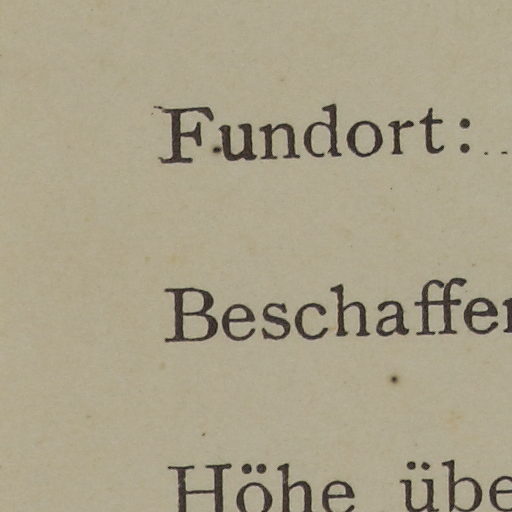 Fundort:
Beschaffen
Höhe übe